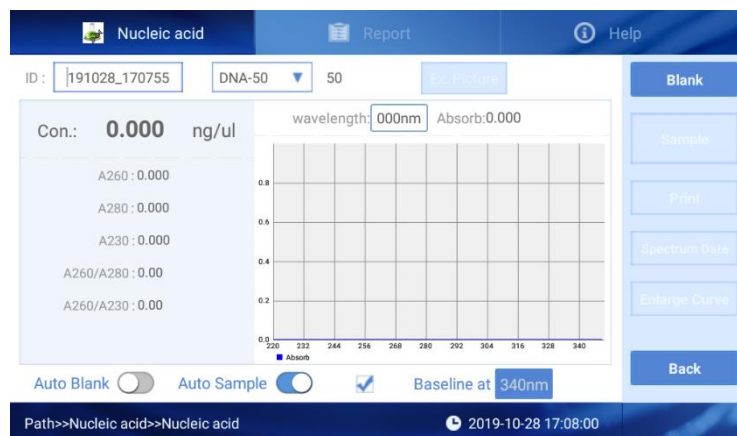 Nucleic acid
Report
Help
ID : 191028_170755 DNA-50 50 Ex. Picture
Blank
Con.: 0.000 ng/ul
wavelength: 000nm Absorb:0.000
Sample
A260 : 0.000
A280 : 0.000
A230 : 0.000
A260/A280 : 0.00
A260/A230 : 0.00
0.8
0.6
0.4
0.2
0.0
220 232 244 256 268 280 292 304 316 328 340
Absorb
Print
Spectrum Data
Enlarge Curve
Back
Auto Blank Auto Sample Baseline at 340nm
Path>>Nucleic acid>>Nucleic acid 2019-10-28 17:08:00